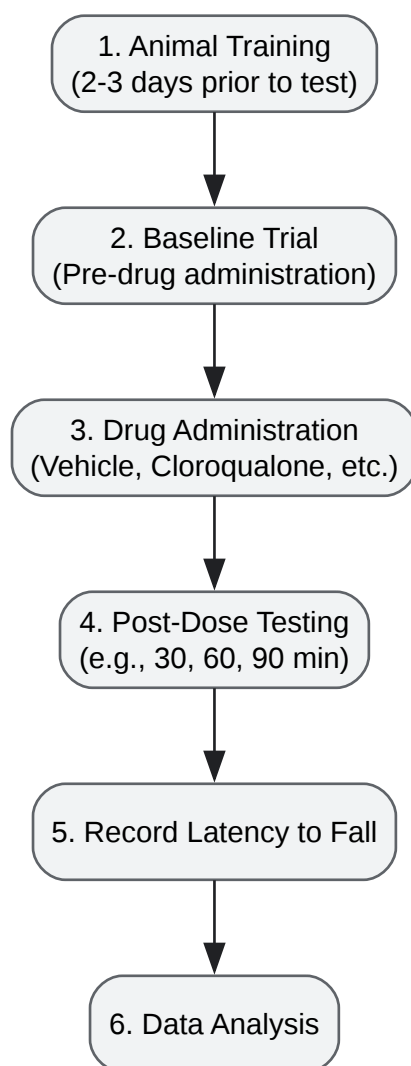 1. Animal Training
(2-3 days prior to test)
2. Baseline Trial
(Pre-drug administration)
3. Drug Administration
(Vehicle, Cloroqualone, etc.)
4. Post-Dose Testing
(e.g., 30, 60, 90 min)
5. Record Latency to Fall
6. Data Analysis